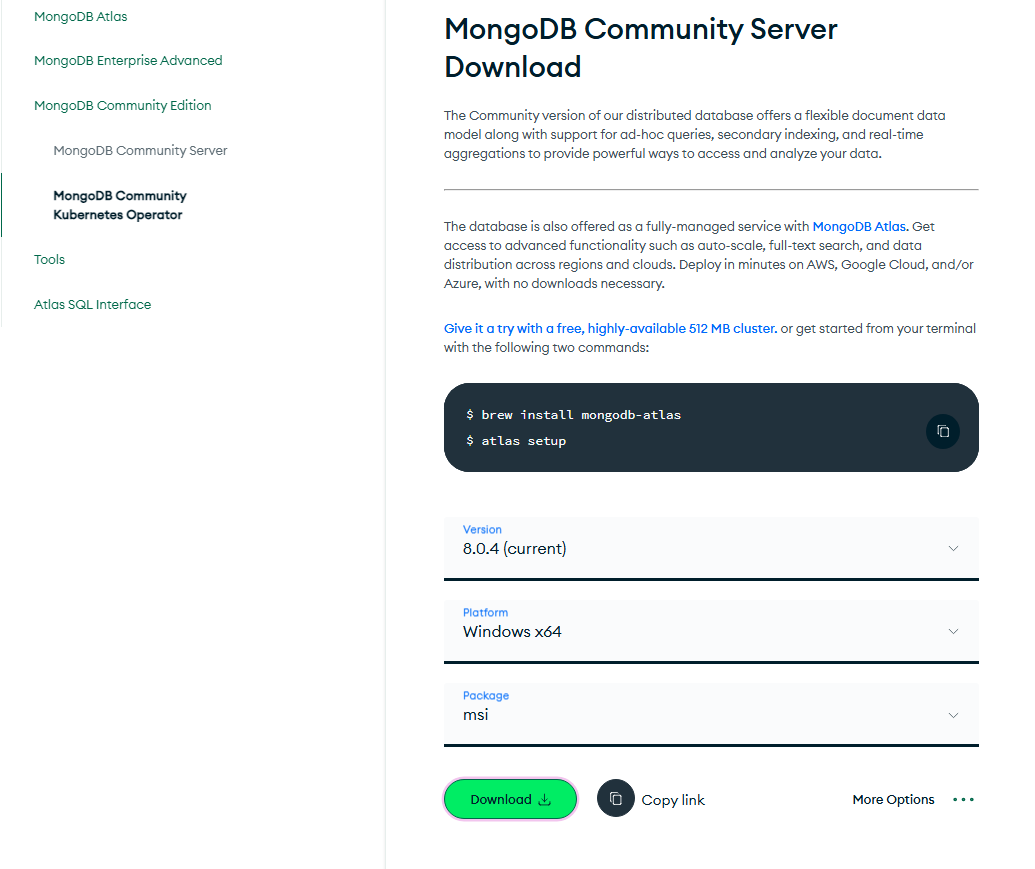 MongoDB Atlas
MongoDB Enterprise Advanced
MongoDB Community Edition
MongoDB Community Server
MongoDB Community
Kubernetes Operator
Tools
Atlas SQL Interface
MongoDB Community Server
Download
The Community version of our distributed database offers a flexible document data
model along with support for ad-hoc queries, secondary indexing, and real-time
aggregations to provide powerful ways to access and analyze your data.
The database is also offered as a fully-managed service with MongoDB Atlas. Get
access to advanced functionality such as auto-scale, full-text search, and data
distribution across regions and clouds. Deploy in minutes on AWS, Google Cloud, and/or
Azure, with no downloads necessary.
Give it a try with a free, highly-available 512 MB cluster. or get started from your terminal
with the following two commands:
$ brew install mongodb-atlas
$ atlas setup
Version
8.0.4 (current)
Platform
Windows x64
Package
msi
Download
Copy link
More Options